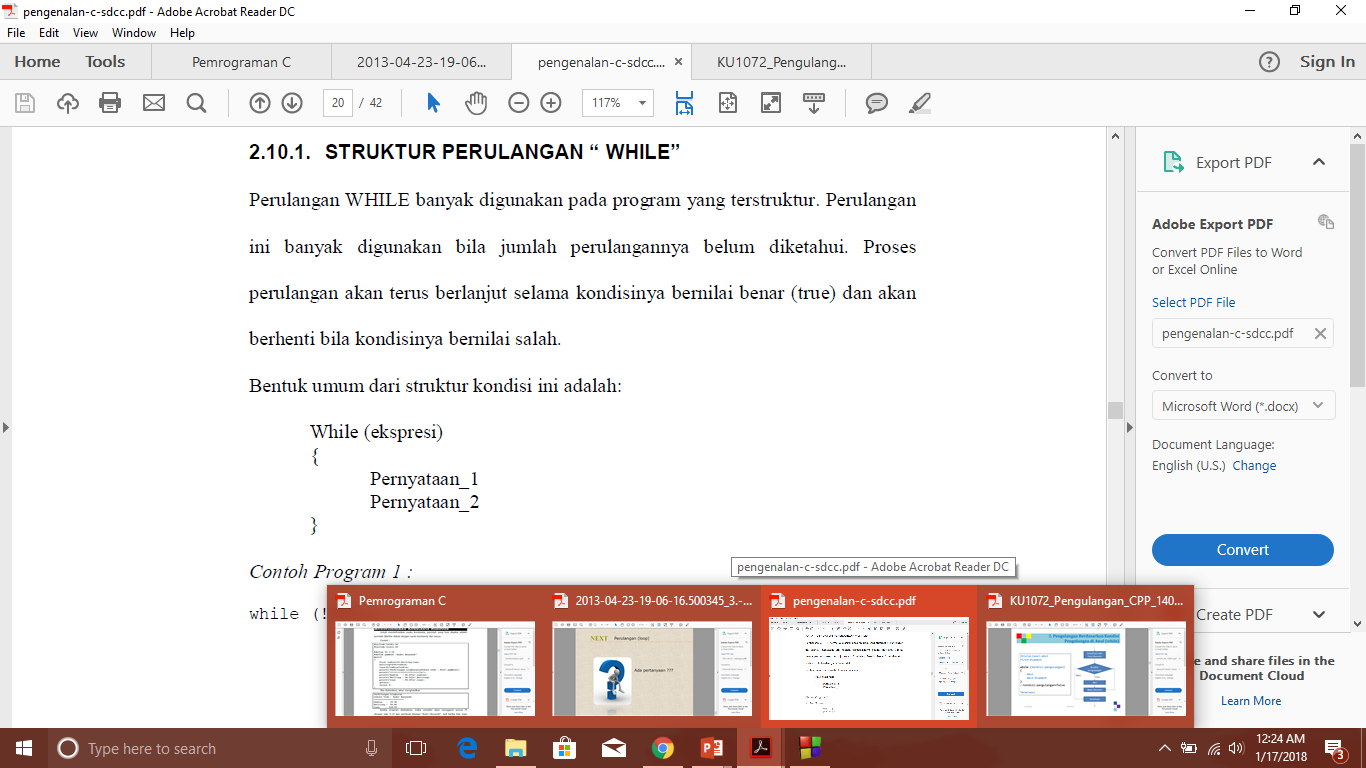 pengenalan-c-sdcc.pdf - Adobe Acrobat Reader DC
File Edit View Window Help
Home Tools Pemrograman C 2013-04-23-19-06... pengenalan-c-sdcc.... KU1072_Pengulang... Sign In
20 / 42 117%
2.10.1. STRUKTUR PERULANGAN “ WHILE”
Perulangan WHILE banyak digunakan pada program yang terstruktur. Perulangan
ini banyak digunakan bila jumlah perulangannya belum diketahui. Proses
perulangan akan terus berlanjut selama kondisinya bernilai benar (true) dan akan
berhenti bila kondisinya bernilai salah.
Bentuk umum dari struktur kondisi ini adalah:
While (ekspresi)
{
Pernyataan_1
Pernyataan_2
}
Contoh Program 1 :
while (!
Export PDF
Adobe Export PDF
Convert PDF Files to Word
or Excel Online
Select PDF File
pengenalan-c-sdcc.pdf
Convert to
Microsoft Word (*.docx)
Document Language:
English (U.S.) Change
Convert
Create PDF
e and share files in the
Document Cloud
Learn More
pengenalan-c-sdcc.pdf - Adobe Acrobat Reader DC
Pemrograman C
2013-04-23-19-06-16.500345_3.-...
pengenalan-c-sdcc.pdf
KU1072_Pengulangan_CPP_140...
NEXT Perulangan (loop)
Ada pertanyaan ???
Type here to search
12:24 AM
1/17/2018
3